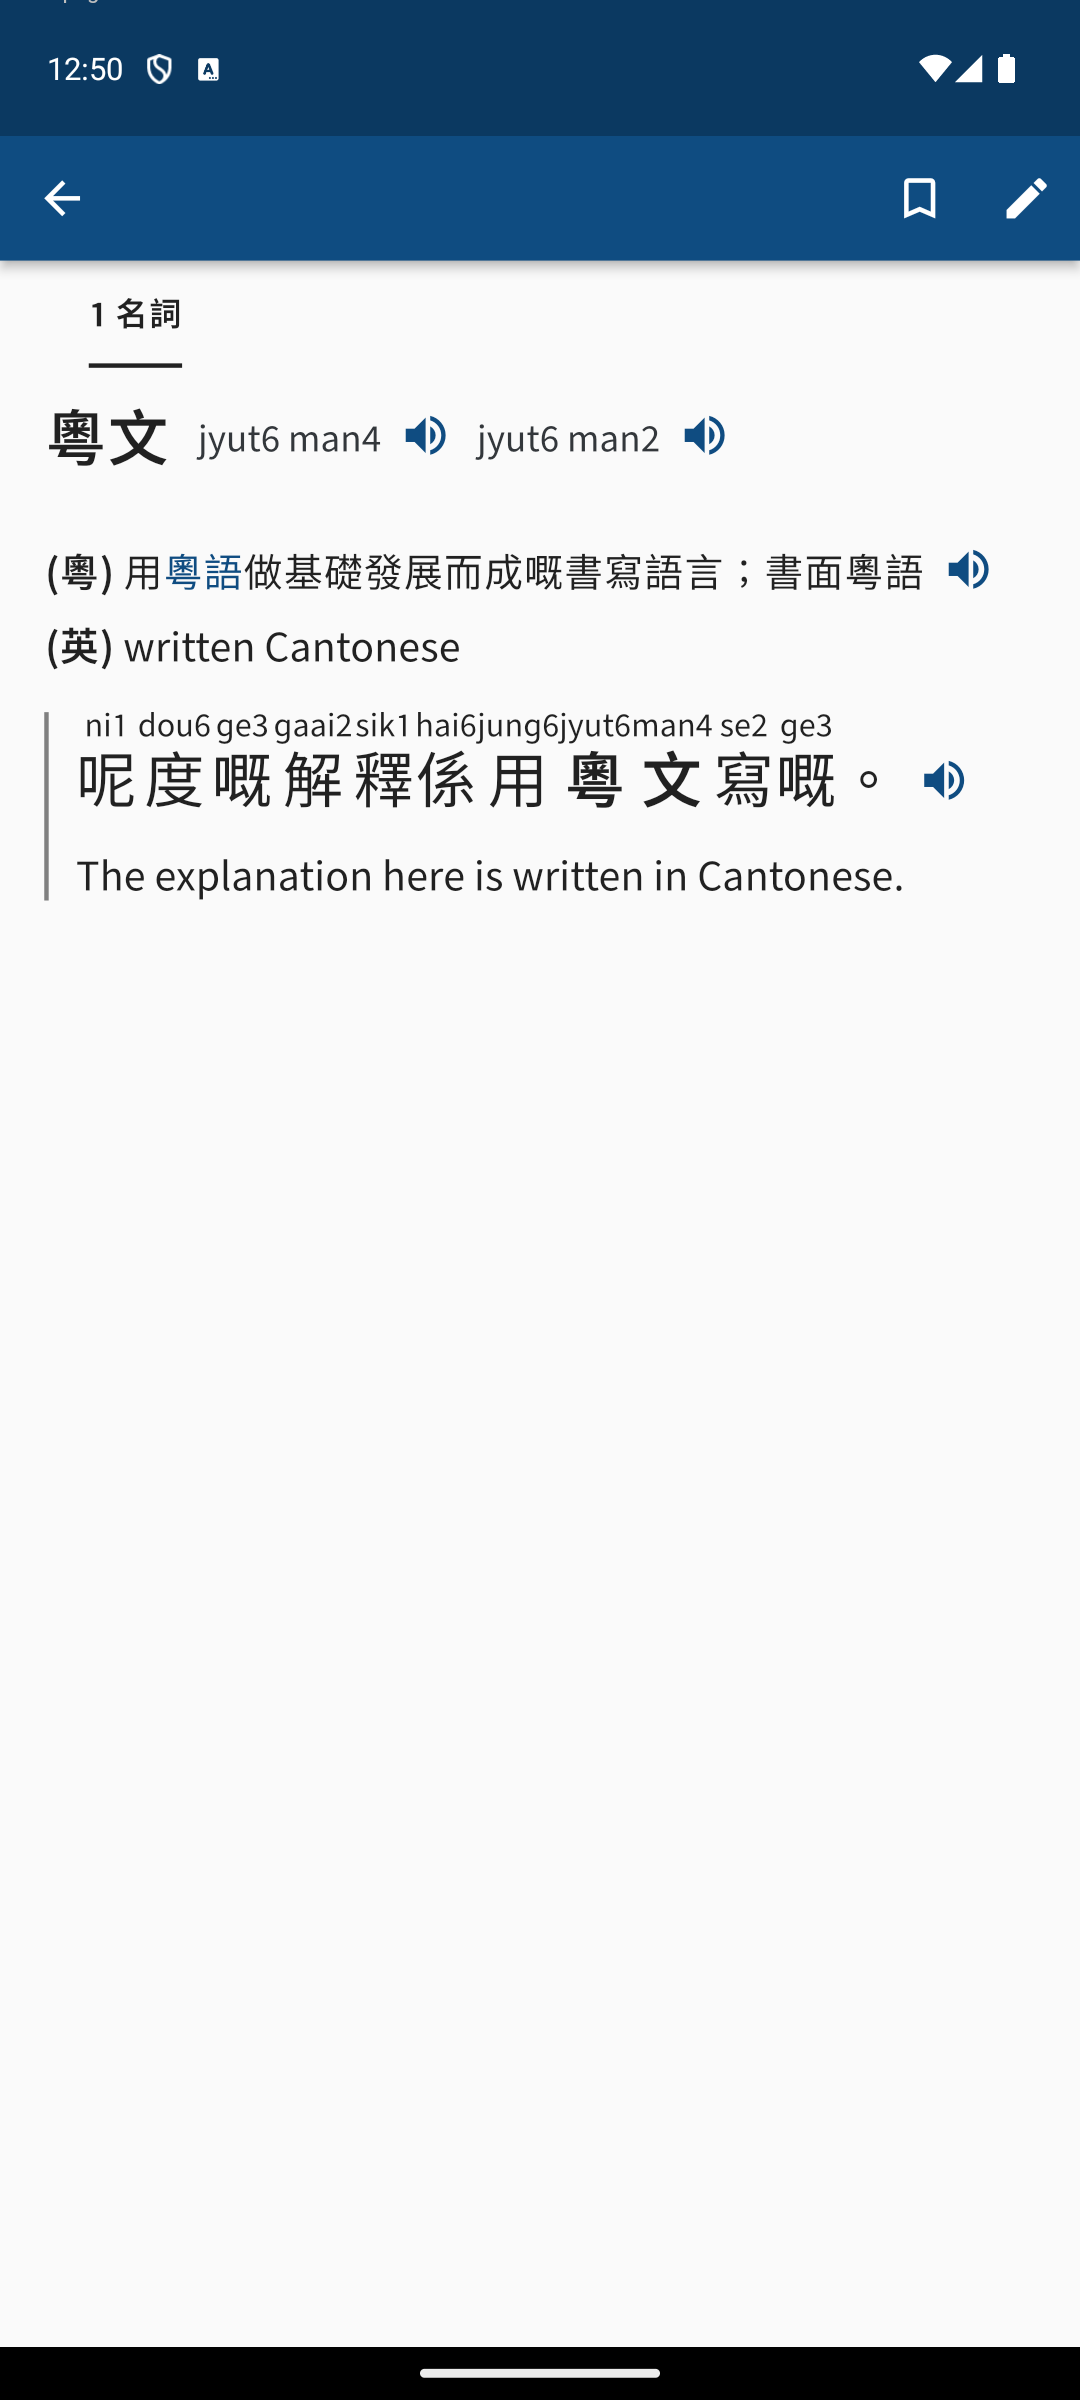 12:50
1 名詞
粵文 jyut6 man4 jyut6 man2
(粵) 用粵語做基礎發展而成嘅書寫語言；書面粵語
(英) written Cantonese
ni1 dou6 ge3 gaai2 sik1 hai6 jung6 jyut6 man4 se2 ge3
呢度嘅解釋係用粵文寫嘅。
The explanation here is written in Cantonese.